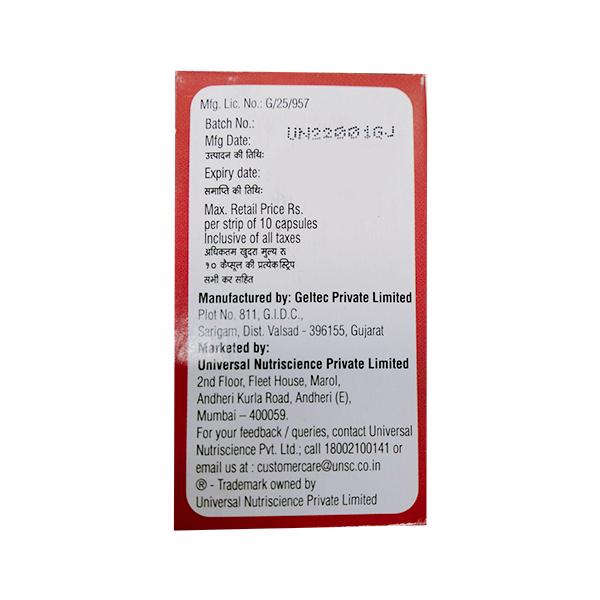 Mfg. Lic. No.: G/25/957
Batch No.: UN22001GJ
Mfg Date:
उत्पादन की तिथि:
Expiry date:
समाप्ति की तिथि:
Max. Retail Price Rs.
per strip of 10 capsules
Inclusive of all taxes
अधिकतम खुदरा मुल्य रु
१० कैप्सूल की प्रत्येक स्ट्रिप
सभी कर सहित
Manufactured by: Geltec Private Limited
Plot No. 811, G.I.D.C.,
Sarigam, Dist. Valsad - 396155, Gujarat
Marketed by:
Universal Nutriscience Private Limited
2nd Floor, Fleet House, Marol,
Andheri Kurla Road, Andheri (E),
Mumbai – 400059.
For your feedback / queries, contact Universal
Nutriscience Pvt. Ltd.; call 18002100141 or
email us at : customercare@unsc.co.in
® - Trademark owned by
Universal Nutriscience Private Limited